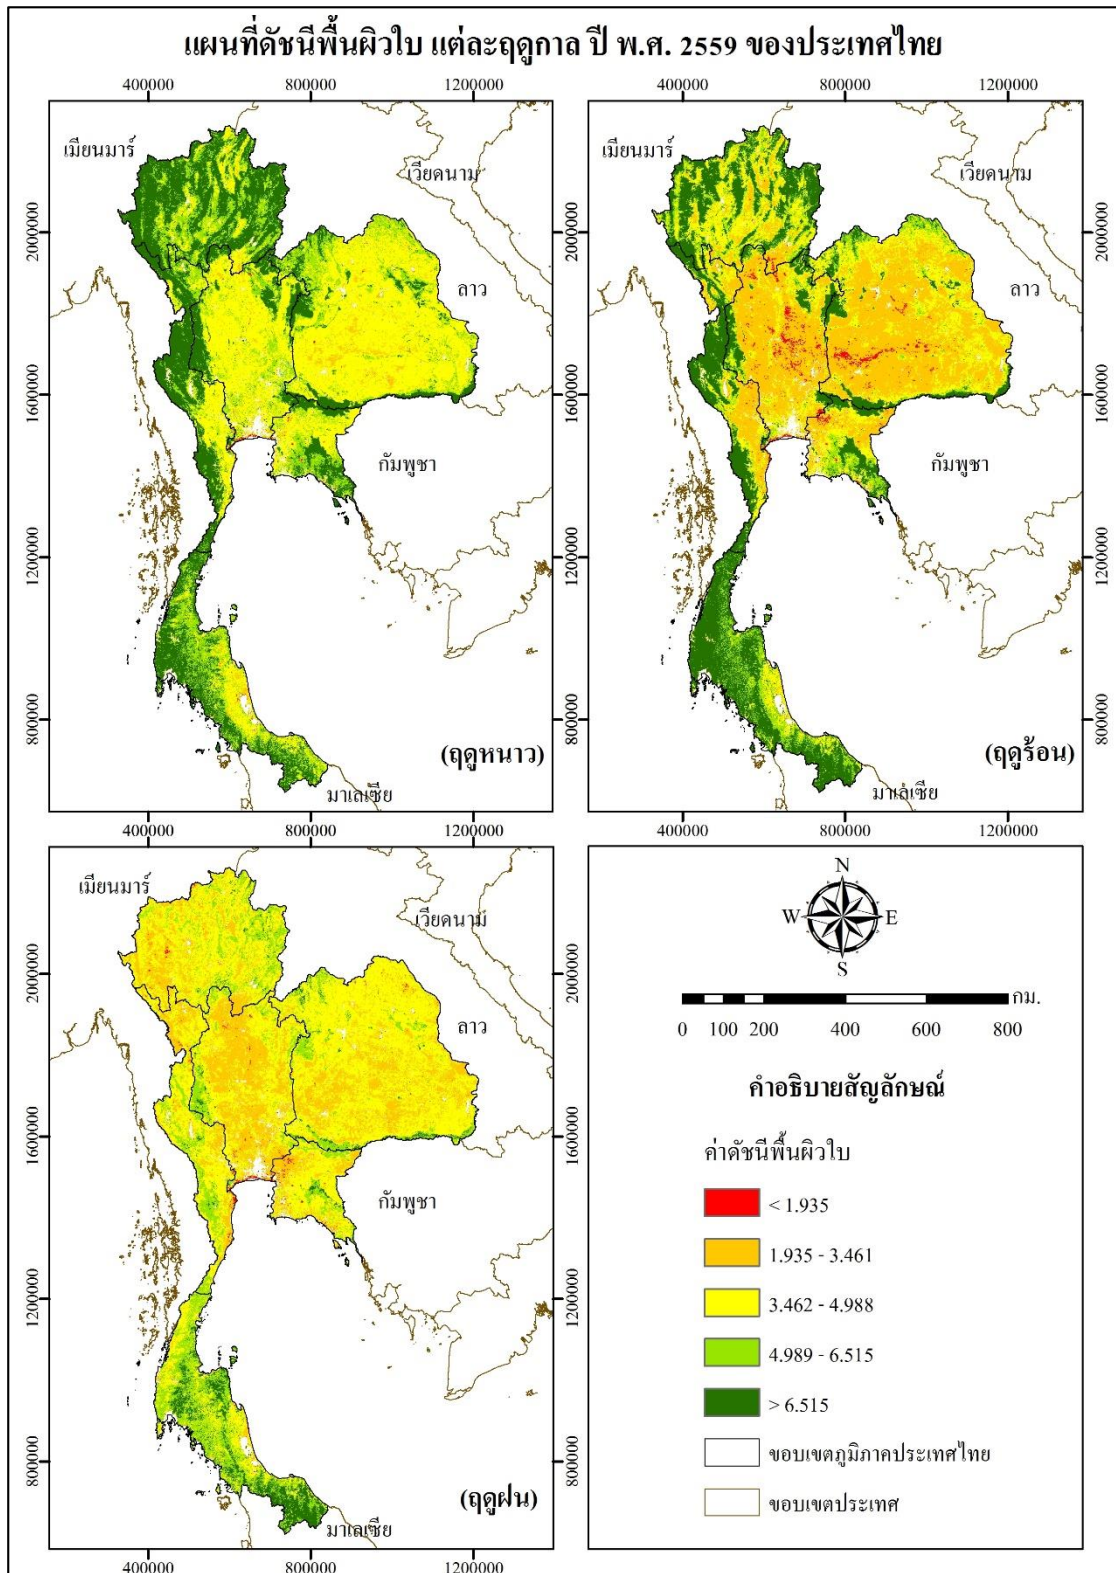 แผนที่ดัชนีพื้นผิวใบ แต่ละฤดูกาล ปี พ.ศ. 2559 ของประเทศไทย
400000 800000 1200000
400000 800000 1200000
เมียนมาร์
เวียดนาม
ลาว
กัมพูชา
มาเลเซีย
(ฤดูหนาว)
2000000
1600000
1200000
800000
เมียนมาร์
เวียดนาม
ลาว
กัมพูชา
มาเลเซีย
(ฤดูร้อน)
2000000
1600000
1200000
800000
400000 800000 1200000
400000 800000 1200000
เมียนมาร์
เวียดนาม
ลาว
กัมพูชา
มาเลเซีย
(ฤดูฝน)
2000000
1600000
1200000
800000
2000000
1600000
1200000
800000
400000 800000 1200000
N
W E
S
กม.
0 100 200 400 600 800
คำอธิบายสัญลักษณ์
ค่าดัชนีพื้นผิวใบ
< 1.935
1.935 - 3.461
3.462 - 4.988
4.989 - 6.515
> 6.515
ขอบเขตภูมิภาคประเทศไทย
ขอบเขตประเทศ